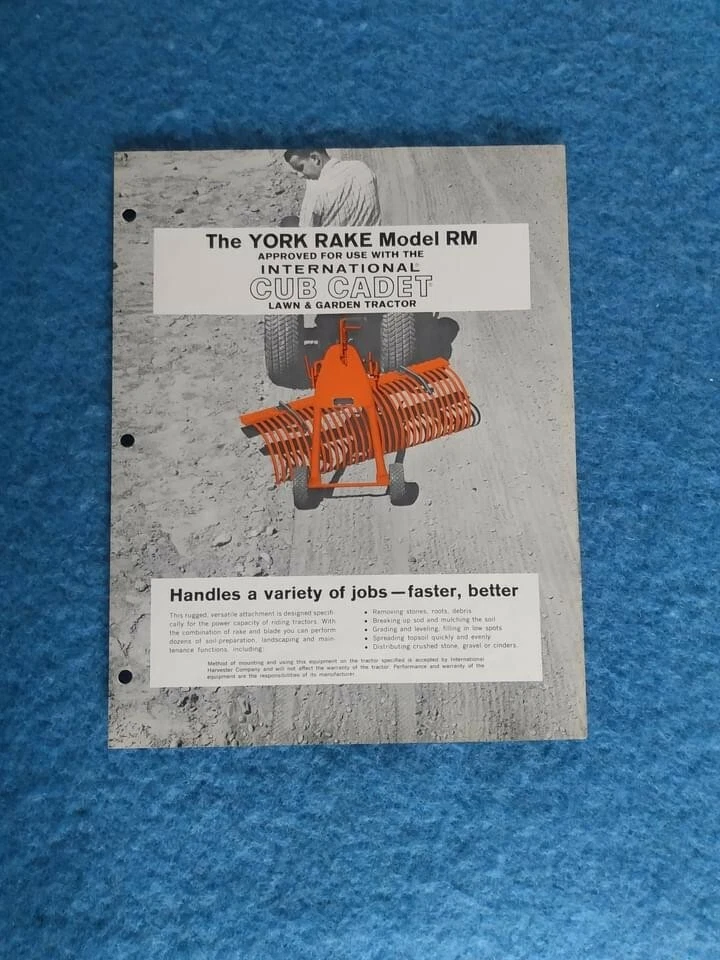 The YORK RAKE Model RM
APPROVED FOR USE WITH THE
INTERNATIONAL®
CUB CADET
LAWN & GARDEN TRACTOR
Handles a variety of jobs—faster, better
This rugged, versatile attachment is designed specifi-
cally for the power capacity of riding tractors. With
the combination of rake and blade you can perform
dozens of soil-preparation, landscaping and main-
tenance functions, including:
• Removing stones, roots, debris
• Breaking up sod and mulching the soil
• Grading and leveling, filling in low spots
• Spreading topsoil quickly and evenly
• Distributing crushed stone, gravel or cinders.
Method of mounting and using this equipment on the tractor specified is accepted by International
Harvester Company and will not affect the warranty of the tractor. Performance and warranty of the
equipment are the responsibilities of its manufacturer.